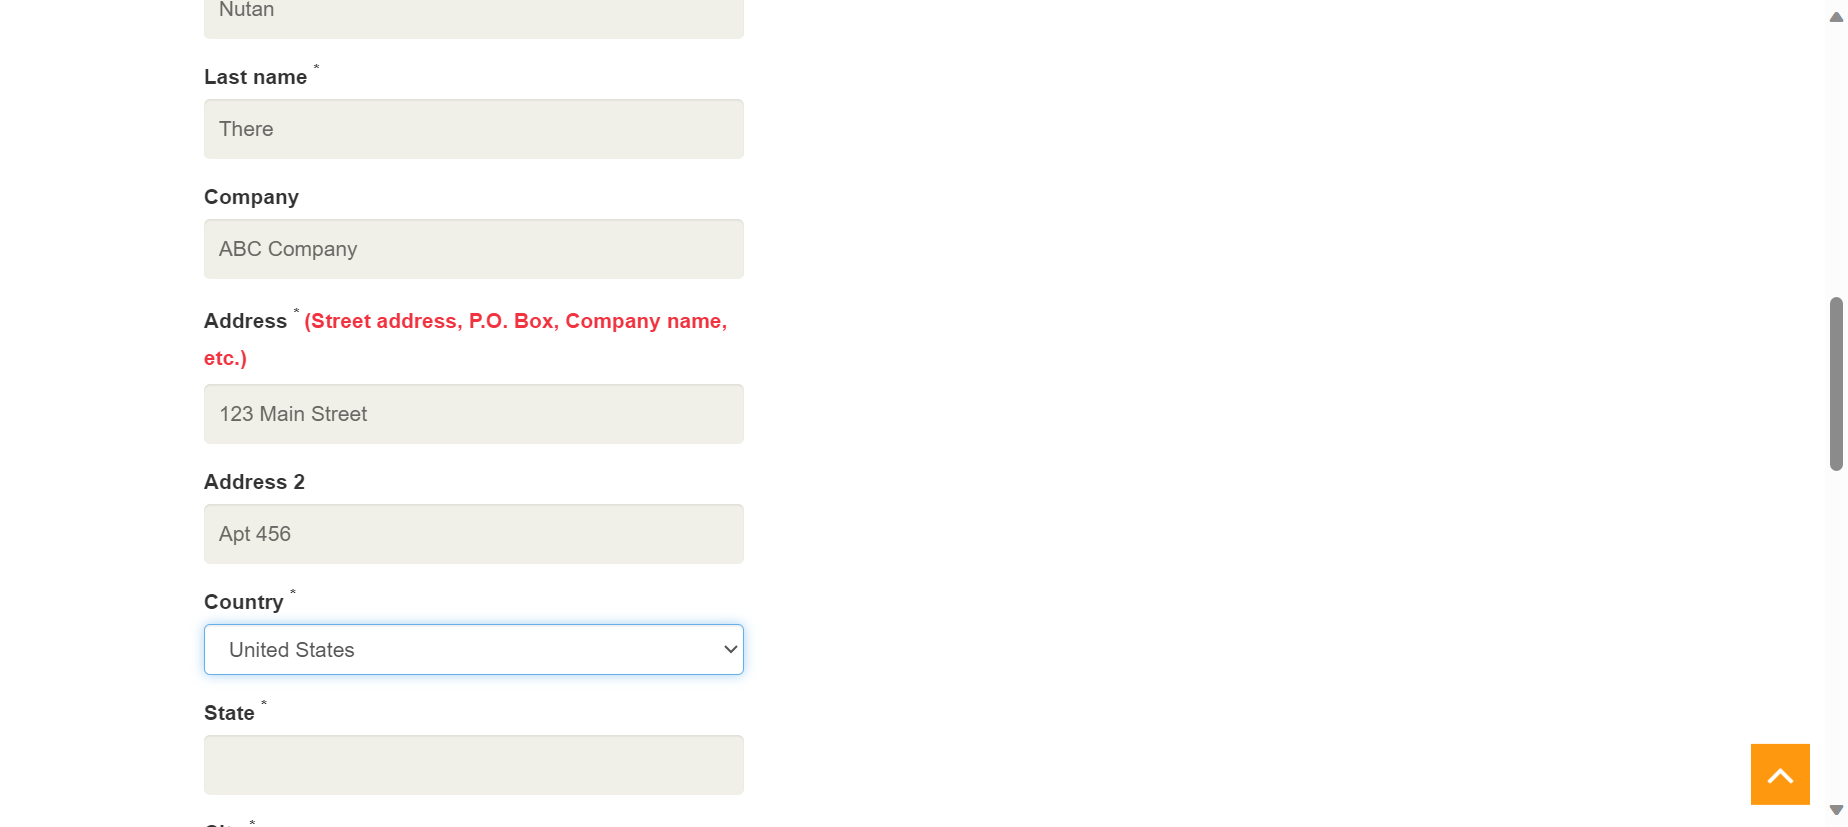 Nutan
Last name *
There
Company
ABC Company
Address * (Street address, P.O. Box, Company name,
etc.)
123 Main Street
Address 2
Apt 456
Country *
United States
State *